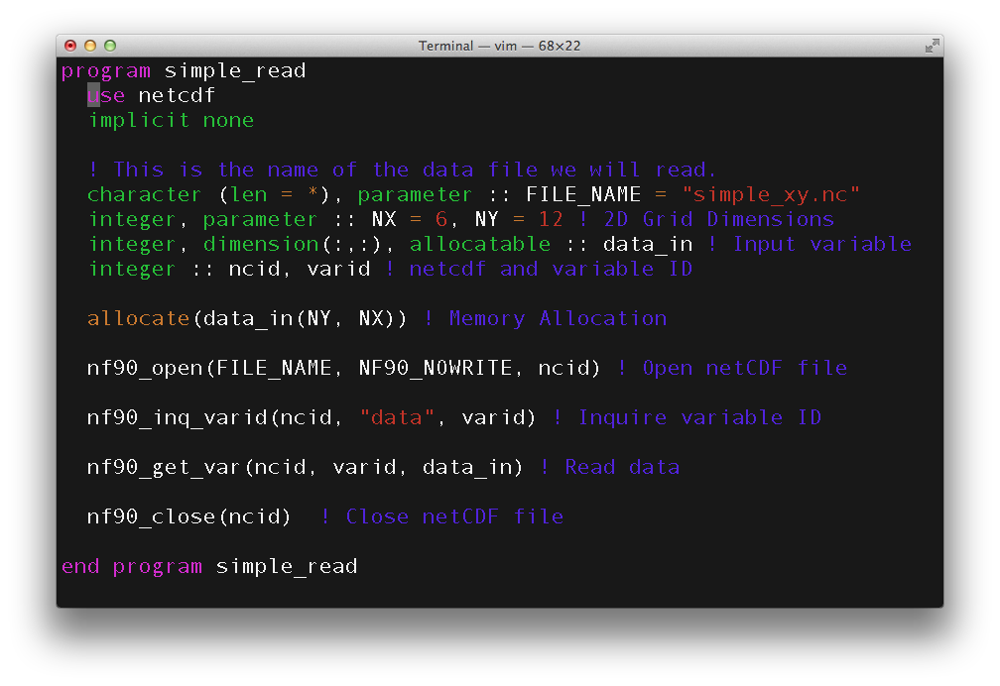 Terminal — vim — 68×22
program simple_read
  use netcdf
  implicit none
  ! This is the name of the data file we will read.
  character (len = *), parameter :: FILE_NAME = "simple_xy.nc"
  integer, parameter :: NX = 6, NY = 12 ! 2D Grid Dimensions
  integer, dimension(:,:), allocatable :: data_in ! Input variable
  integer :: ncid, varid ! netcdf and variable ID
  allocate(data_in(NY, NX)) ! Memory Allocation
  nf90_open(FILE_NAME, NF90_NOWRITE, ncid) ! Open netCDF file
  nf90_inq_varid(ncid, "data", varid) ! Inquire variable ID
  nf90_get_var(ncid, varid, data_in) ! Read data
  nf90_close(ncid)  ! Close netCDF file
end program simple_read